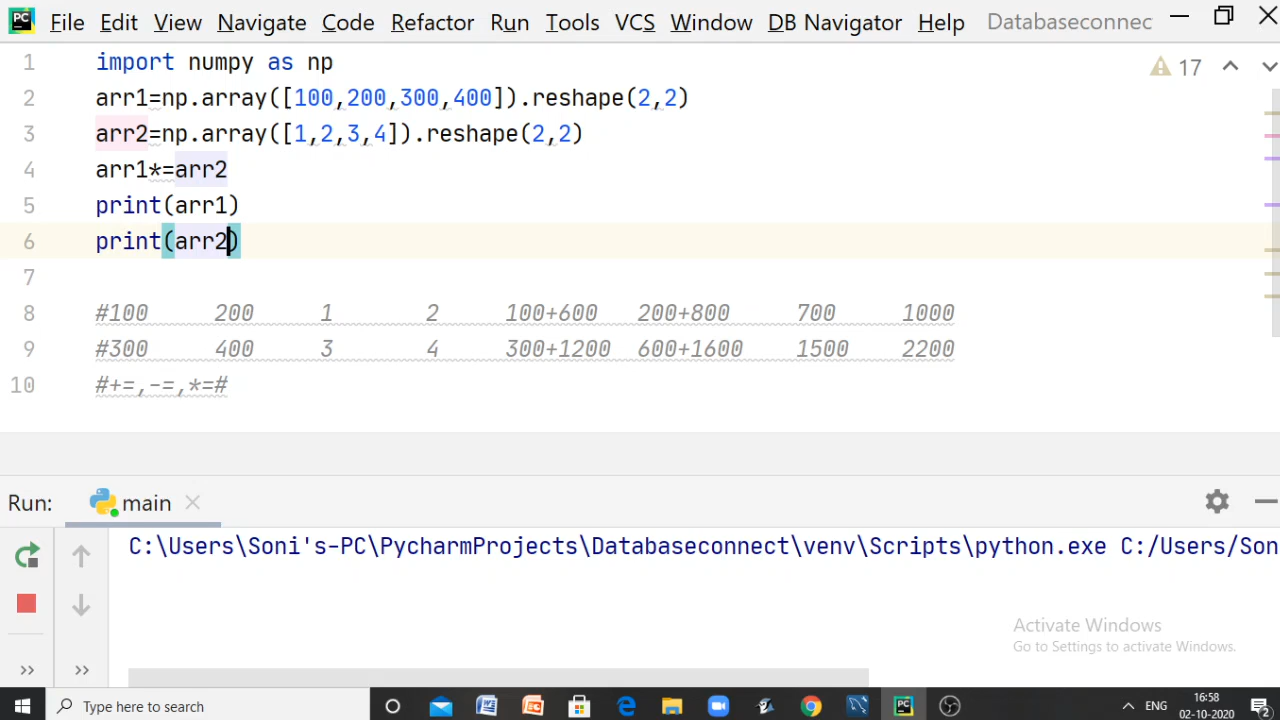 PC File Edit View Navigate Code Refactor Run Tools VCS Window DB Navigator Help Databaseconnec
1 import numpy as np
17
2 arr1=np.array([100,200,300,400]).reshape(2,2)
3 arr2=np.array([1,2,3,4]).reshape(2,2)
4 arr1*=arr2
5 print(arr1)
6 print(arr2)
7
8 #100 200 1 2 100+600 200+800 700 1000
9 #300 400 3 4 300+1200 600+1600 1500 2200
10 #+=,-=,*=#
Run: main
C:\Users\Soni's-PC\PycharmProjects\Databaseconnect\venv\Scripts\python.exe C:/Users/Son
Activate Windows
Go to Settings to activate Windows.
Type here to search
ENG
16:58
02-10-2020
2